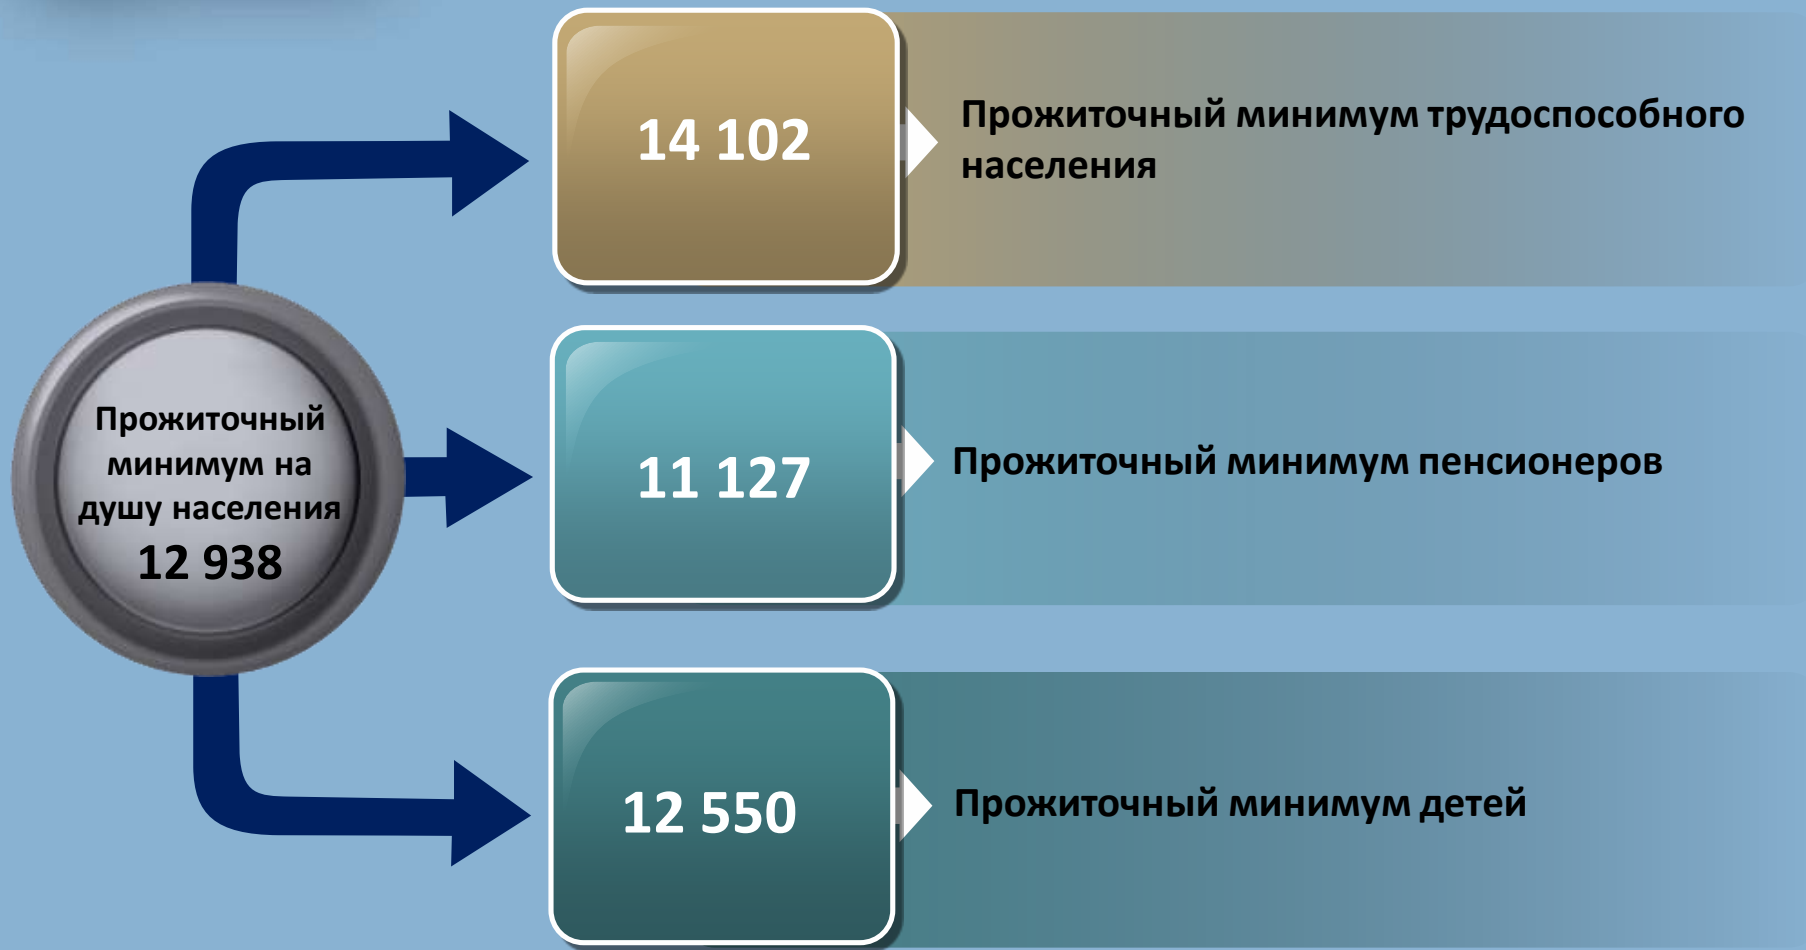 Прожиточный
минимум на
душу населения
12 938
14 102
Прожиточный минимум трудоспособного
населения
11 127
Прожиточный минимум пенсионеров
12 550
Прожиточный минимум детей